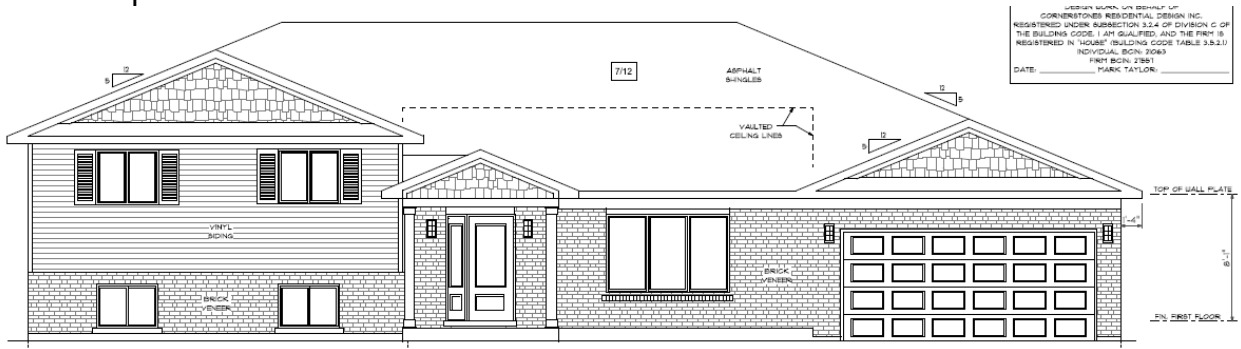 DESIGN WORK ON BEHALF OF
CORNERSTONES RESIDENTIAL DESIGN INC.
REGISTERED UNDER SUBSECTION 3.2.4 OF DIVISION C OF
THE BUILDING CODE. I AM QUALIFIED, AND THE FIRM IS
REGISTERED IN "HOUSE" (BUILDING CODE TABLE 3.5.2.1)
INDIVIDUAL BCIN: 21063
FIRM BCIN:
DATE: MARK TAYLOR:
12
5
7/12
ASPHALT
SHINGLES
12
5
VAULTED
CEILING LINES
12
5
TOP OF WALL PLATE
1'-4"
8'-1"
VINYL
SIDING
BRICK
VENEER
BRICK
VENEER
FIN. FIRST FLOOR